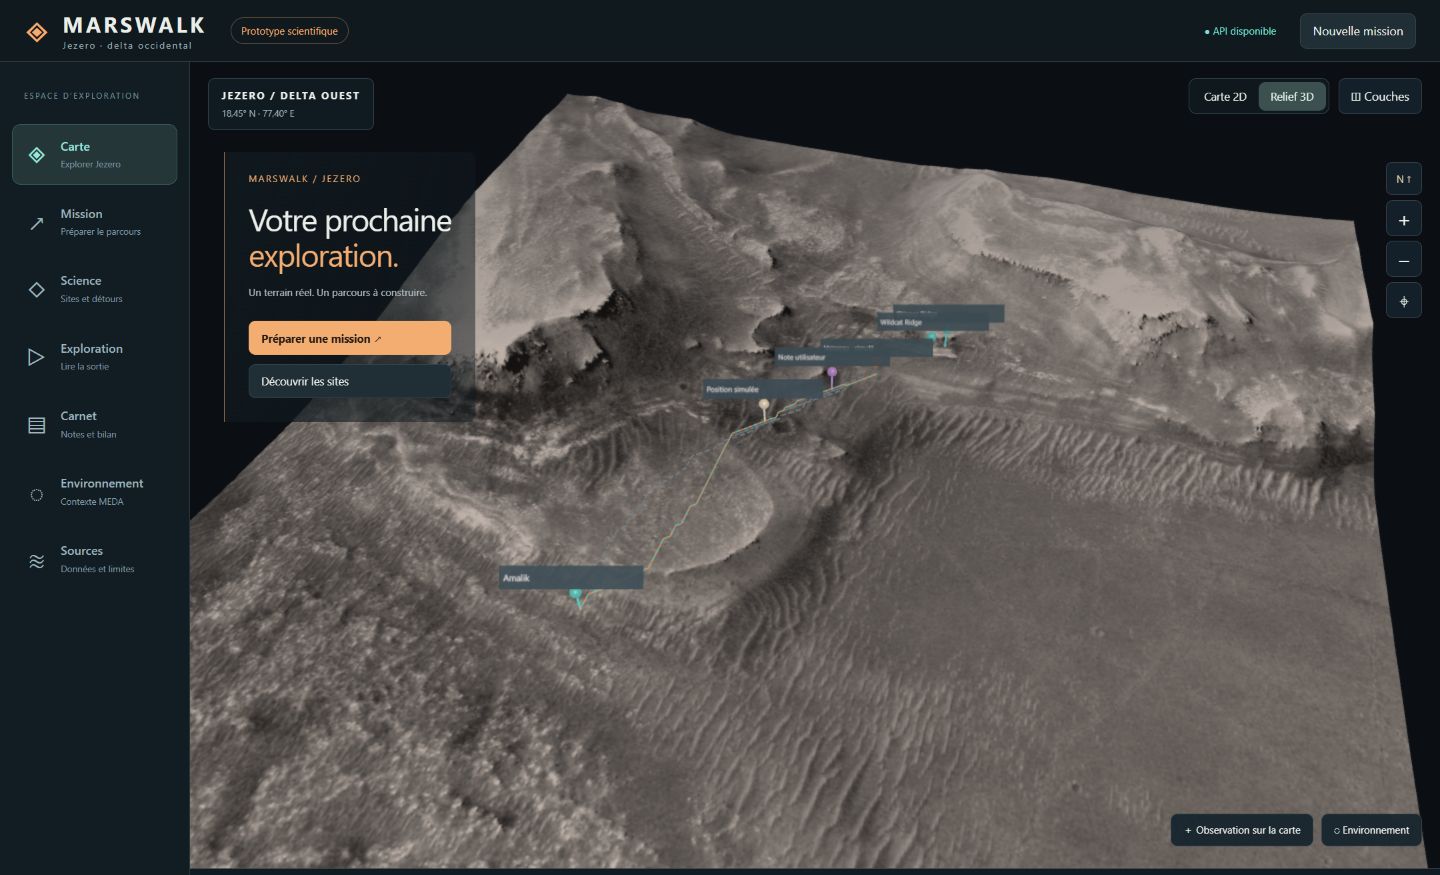 MARSWALK
Jezero · delta occidental
Prototype scientifique
● API disponible
Nouvelle mission
ESPACE D'EXPLORATION
Carte
Explorer Jezero
Mission
Préparer le parcours
Science
Sites et détours
Exploration
Lire la sortie
Carnet
Notes et bilan
Environnement
Contexte MEDA
Sources
Données et limites
JEZERO / DELTA OUEST
18,45° N · 77,40° E
Carte 2D
Relief 3D
Couches
N ↑
+
−
MARSWALK / JEZERO
Votre prochaine
exploration.
Un terrain réel. Un parcours à construire.
Préparer une mission ↗
Découvrir les sites
Wildcat Ridge
Note utilisateur
Position simulée
Amalik
+ Observation sur la carte
○ Environnement